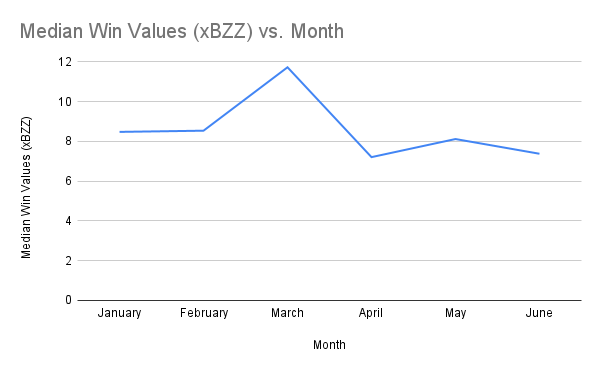 Median Win Values (xBZZ) vs. Month
Median Win Values (xBZZ)
12
10
8
6
4
2
0
January February March April May June
Month